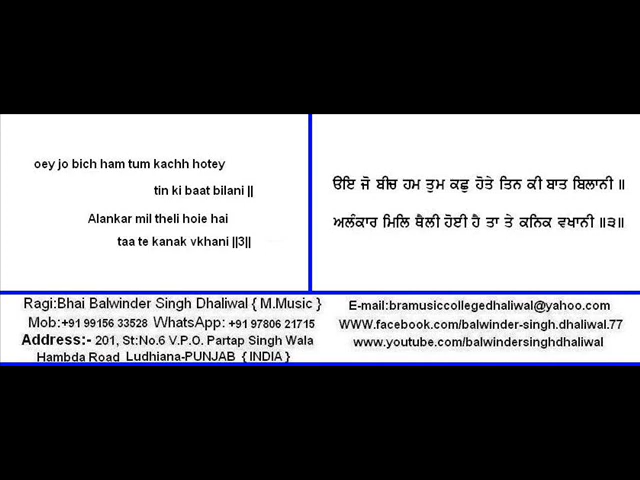 oey jo bich ham tum kachh hotey
tin ki baat bilani ||
Alankar mil theli hoie hai
taa te kanak vkhani ||3||
ਓਇ ਜੋ ਬੀਚ ਹਮ ਤੁਮ ਕਛੁ ਹੋਤੇ ਤਿਨ ਕੀ ਬਾਤ ਬਿਲਾਨੀ ॥
ਅਲੰਕਾਰ ਮਿਲਿ ਥੈਲੀ ਹੋਈ ਹੈ ਤਾ ਤੇ ਕਨਿਕ ਵਖਾਨੀ ॥੩॥
Ragi:Bhai Balwinder Singh Dhaliwal { M.Music }
Mob:+91 99156 33528 WhatsApp: +91 97806 21715
Address:- 201, St:No.6 V.P.O. Partap Singh Wala
Hambda Road Ludhiana-PUNJAB { INDIA }
E-mail:bramusiccollegedhaliwal@yahoo.com
WWW.facebook.com/balwinder-singh.dhaliwal.77
www.youtube.com/balwindersinghdhaliwal